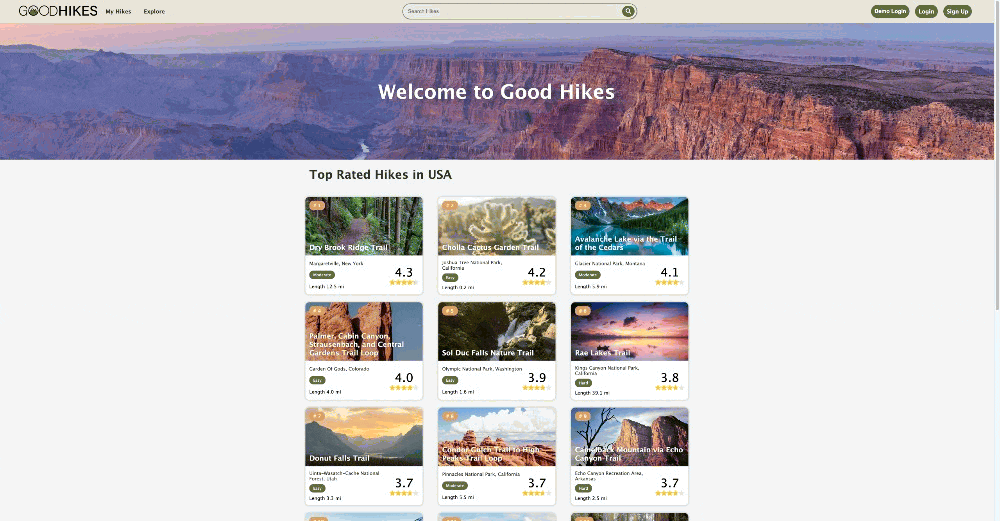 GOODHIKES My Hikes Explore Search Hikes Demo Login Login Sign Up
Welcome to Good Hikes
Top Rated Hikes in USA
# 1
Dry Brook Ridge Trail
Margaretville, New York
Moderate
4.3
Length 12.5 mi
# 2
Cholla Cactus Garden Trail
Joshua Tree National Park,
California
Easy
4.2
Length 0.2 mi
# 3
Avalanche Lake via the Trail
of the Cedars
Glacier National Park, Montana
Moderate
4.1
Length 5.9 mi
# 4
Palmer, Cabin Canyon,
Strausenbach, and Central
Gardens Trail Loop
Garden Of Gods, Colorado
Easy
4.0
Length 4.0 mi
# 5
Sol Duc Falls Nature Trail
Olympic National Park, Washington
Easy
3.9
Length 1.6 mi
# 6
Rae Lakes Trail
Kings Canyon National Park,
California
Hard
3.8
Length 39.1 mi
# 7
Donut Falls Trail
Uinta-Wasatch-Cache National
Forest, Utah
Easy
3.7
Length 3.3 mi
# 8
Condor Gulch Trail to High
Peaks Trail Loop
Pinnacles National Park, California
Moderate
3.7
Length 5.5 mi
# 9
Camelback Mountain via Echo
Canyon Trail
Echo Canyon Recreation Area,
Arkansas
Hard
3.7
Length 2.5 mi